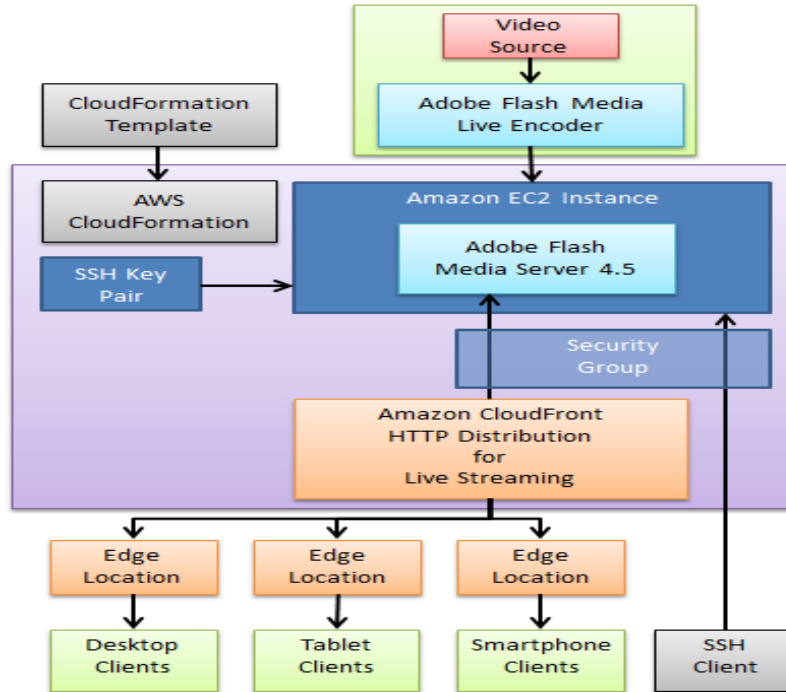 Video
Source
CloudFormation
Template
Adobe Flash Media
Live Encoder
AWS
CloudFormation
Amazon EC2 Instance
Adobe Flash
Media Server 4.5
SSH Key
Pair
Security
Group
Amazon CloudFront
HTTP Distribution
for
Live Streaming
Edge
Location
Edge
Location
Edge
Location
Desktop
Clients
Tablet
Clients
Smartphone
Clients
SSH
Client